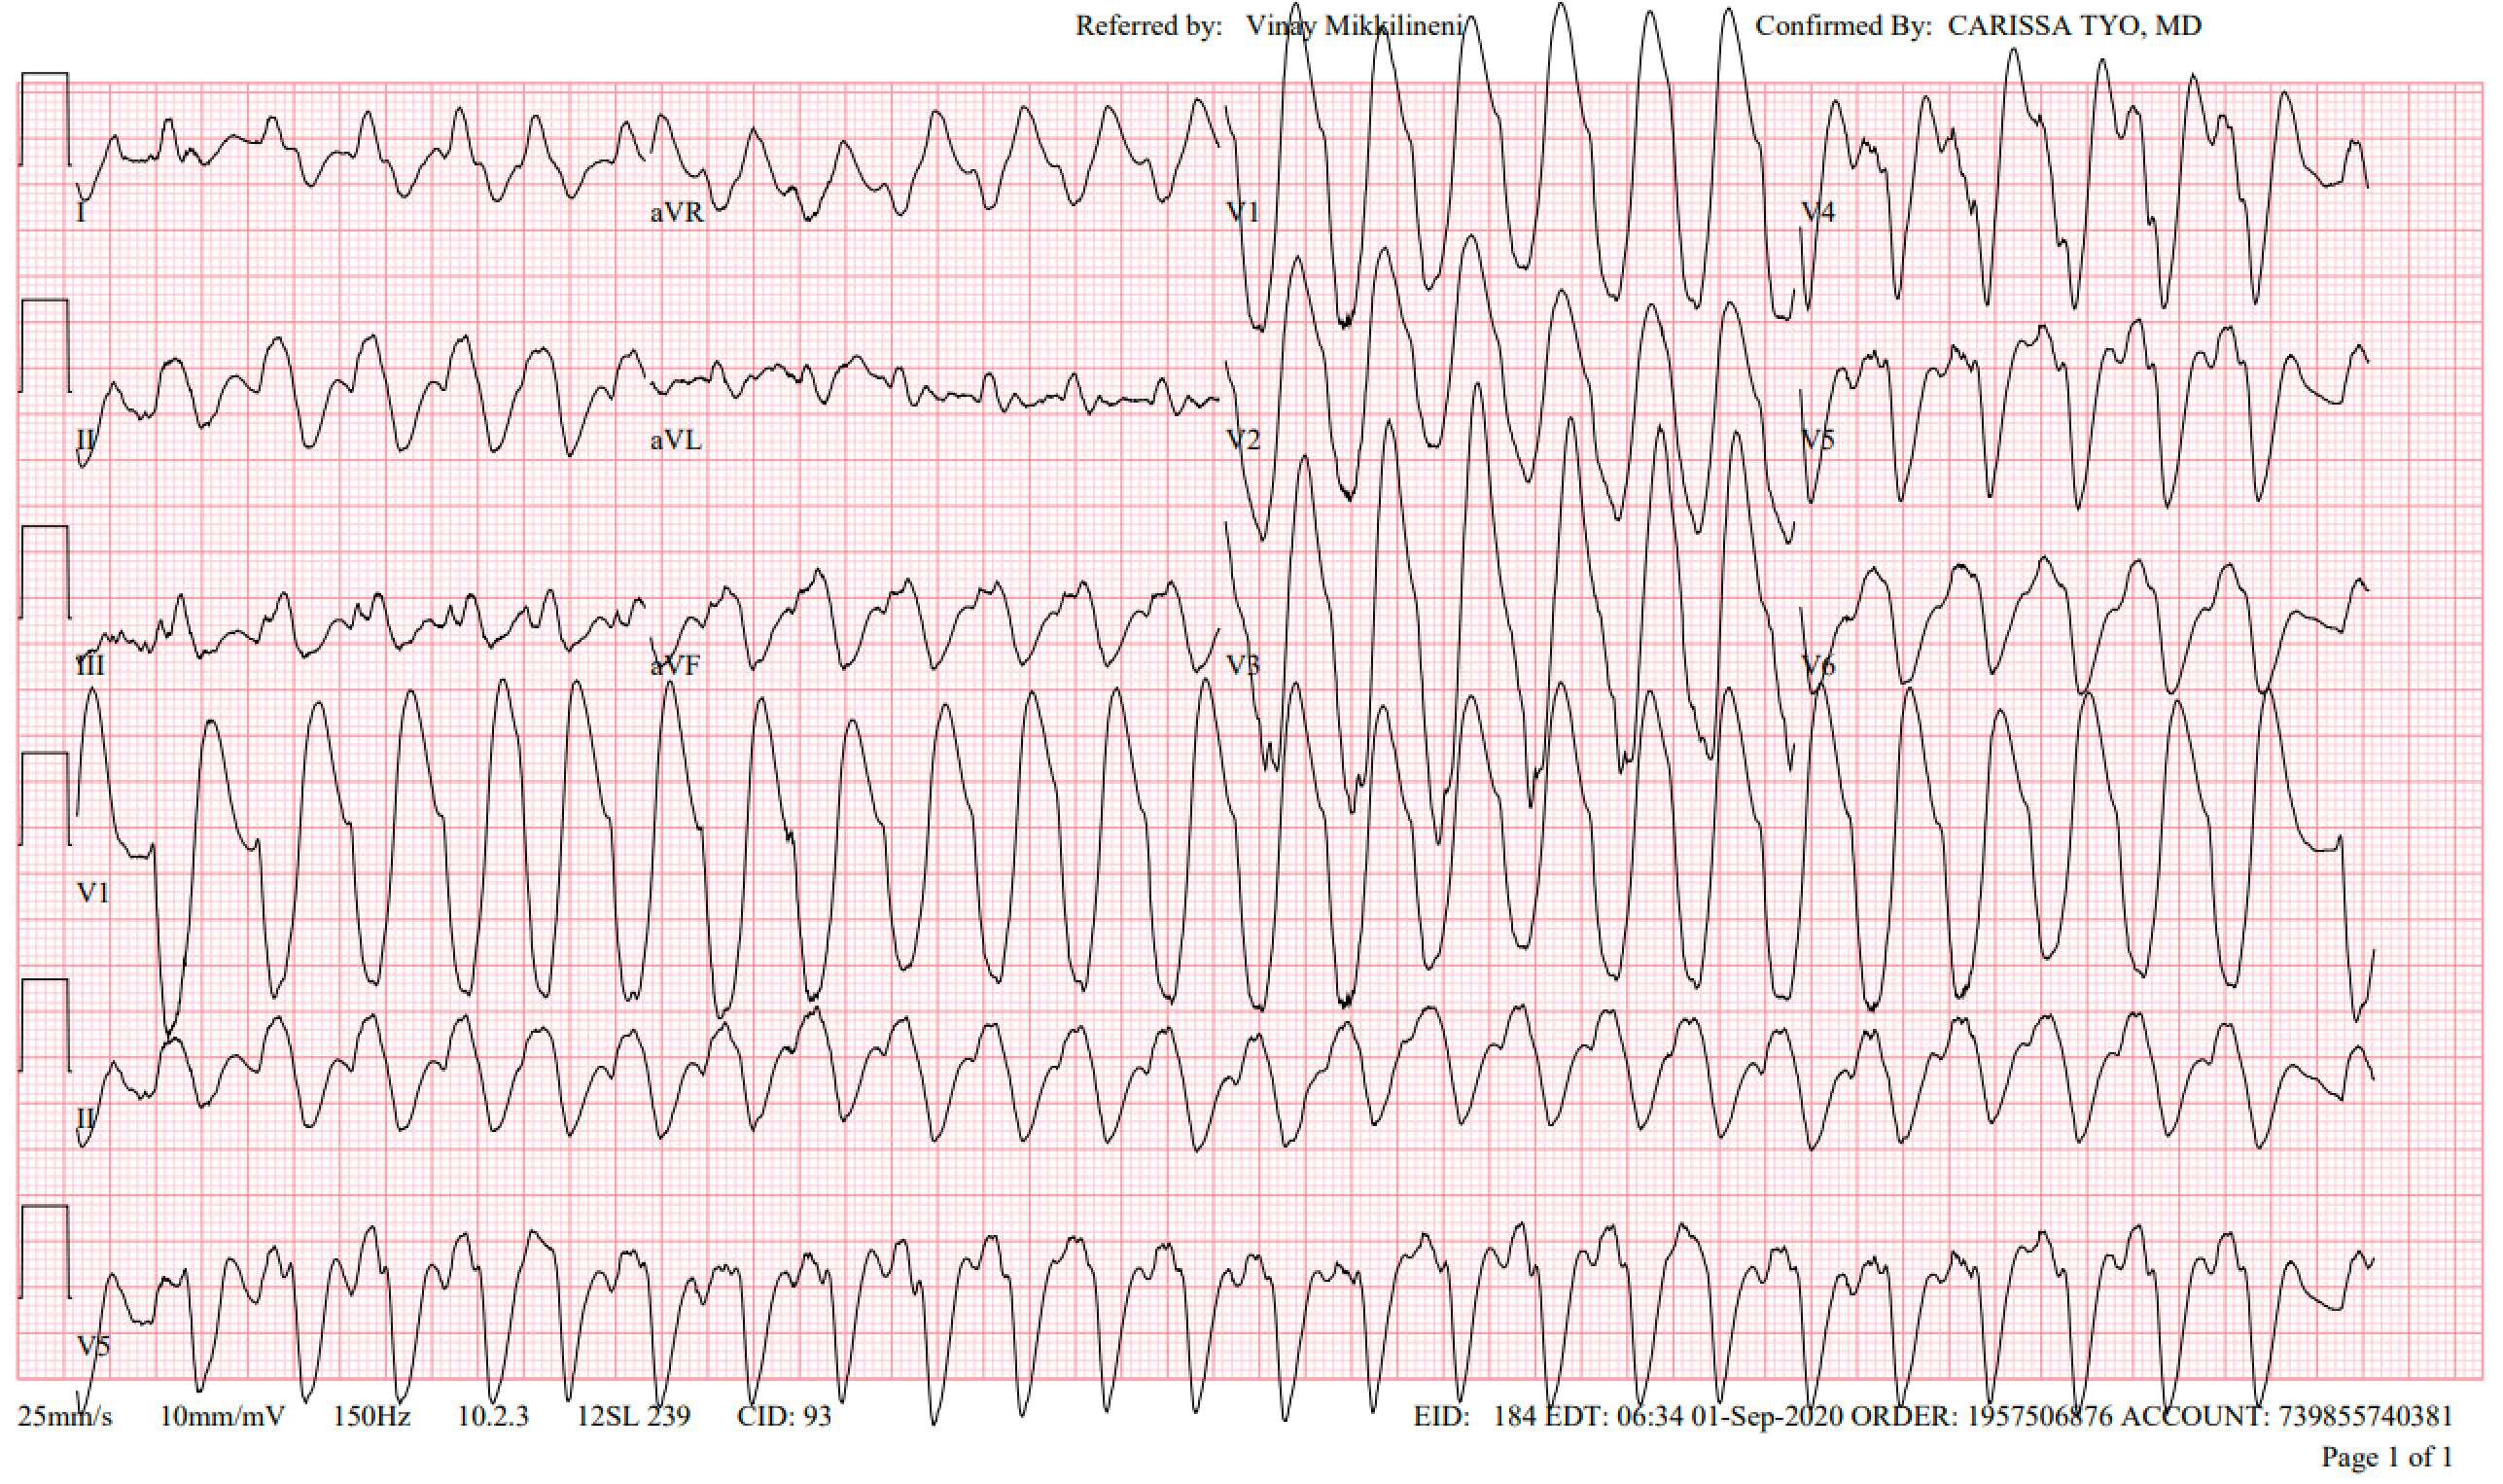 Referred by: Vinay Mikkilineni Confirmed By: CARISSA TYO, MD
I aVR V1 V4
II aVL V2 V5
III aVF V3 V6
V1
II
V5
25mm/s 10mm/mV 150Hz 10.2.3 12SL 239 CID: 93 EID: 184 EDT: 06:34 01-Sep-2020 ORDER: 1957506876 ACCOUNT: 739855740381
Page 1 of 1